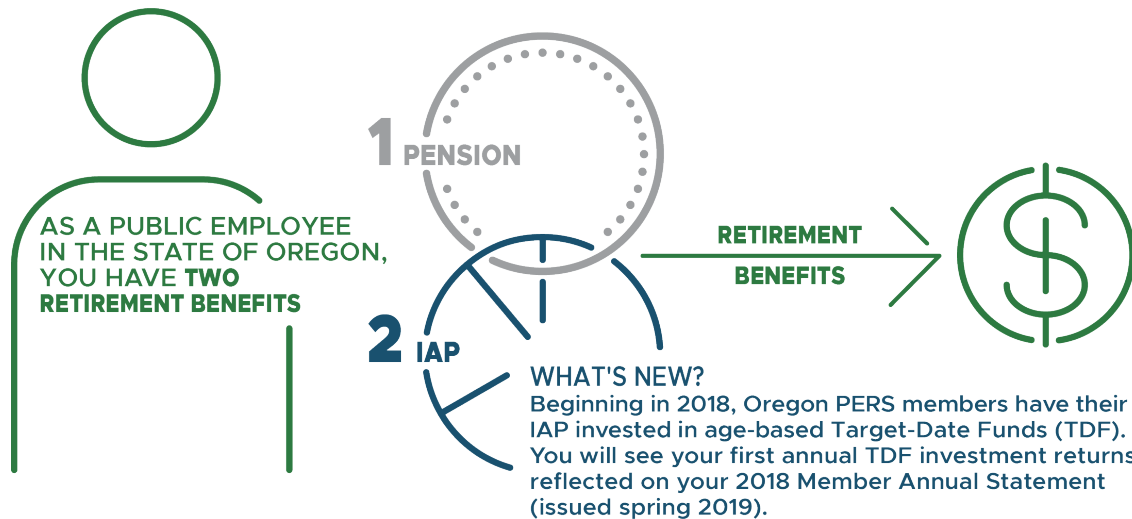 AS A PUBLIC EMPLOYEE
IN THE STATE OF OREGON,
YOU HAVE TWO
RETIREMENT BENEFITS
1 PENSION
2 IAP
RETIREMENT
BENEFITS
$
WHAT'S NEW?
Beginning in 2018, Oregon PERS members have their
IAP invested in age-based Target-Date Funds (TDF).
You will see your first annual TDF investment returns
reflected on your 2018 Member Annual Statement
(issued spring 2019).